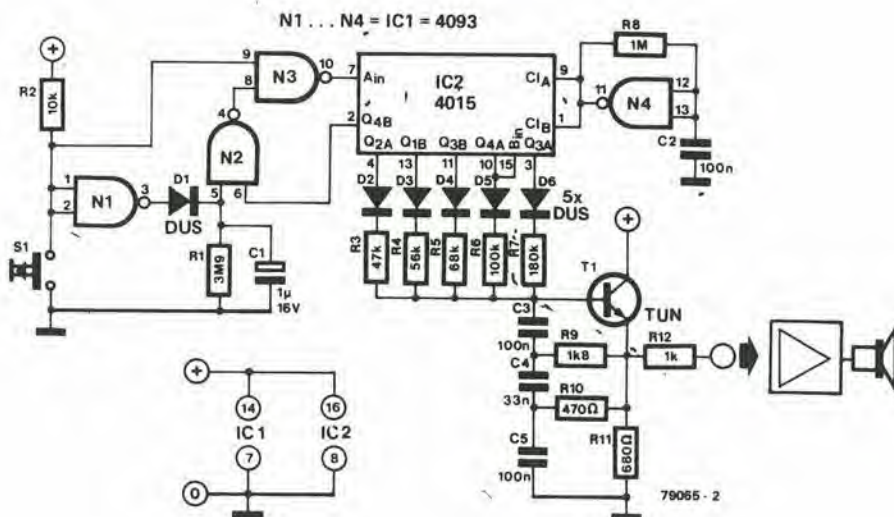 N1 . . . N4 = IC1 = 4093
R8
1M
9
N3
10
7
Ain
IC2
4015
ClA
9
11
N4
12
13
8
R2
10k
4
2
Q4B
ClB
1
C2
100n
N2
Q2A
Q1B
Q3B
Q4A
Bin
Q3A
4
13
11
10
15
3
1
2
N1
3
D1
DUS
5
6
D2
D3
D4
D5
D6
5x
DUS
S1
R1
3M9
C1
1µ
16V
R3
47k
R4
56k
R5
68k
R6
100k
R7
180k
T1
TUN
C3
100n
R9
1k8
R12
1k
C4
33n
R10
470Ω
C5
100n
R11
680Ω
14
16
IC1
IC2
7
8
0
79065 - 2